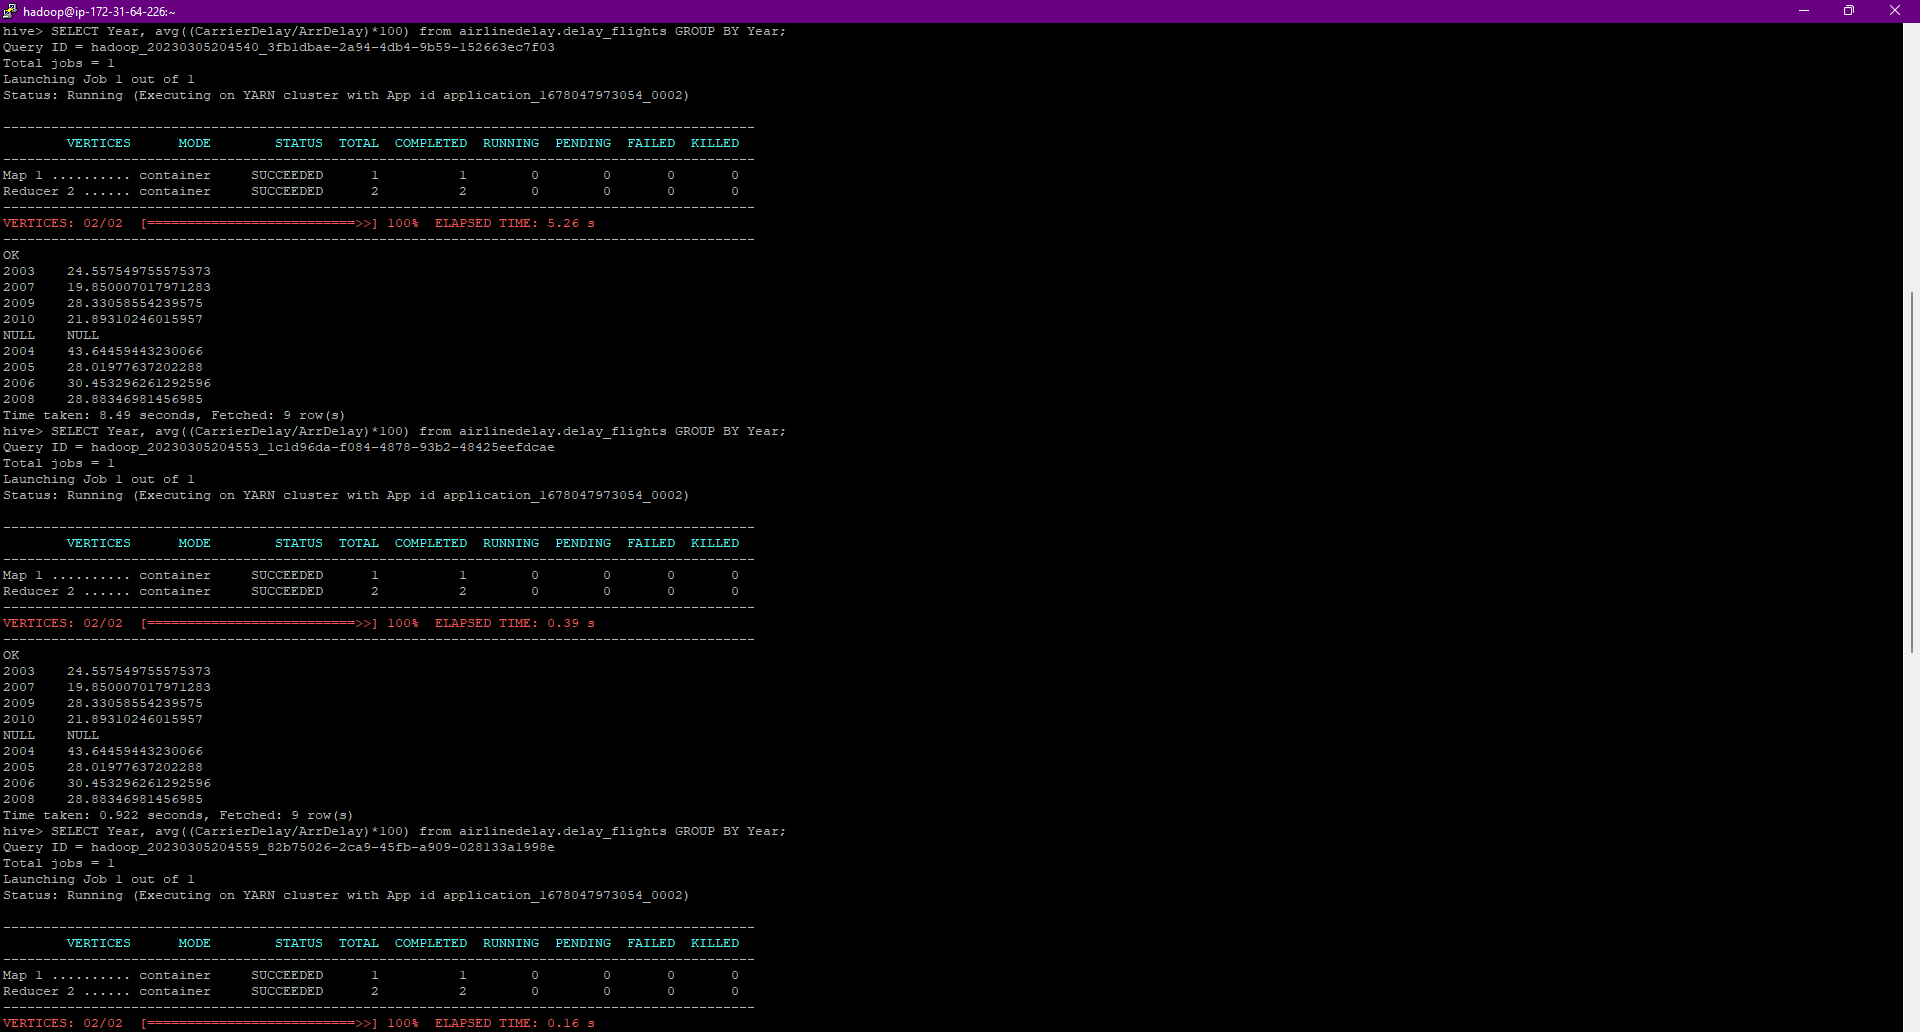 hadoop@ip-172-31-64-226:~
hive> SELECT Year, avg((CarrierDelay/ArrDelay)*100) from airlinedelay.delay_flights GROUP BY Year;
Query ID = hadoop_20230305204540_3fb1dbae-2a94-4db4-9b59-152663ec7f03
Total jobs = 1
Launching Job 1 out of 1
Status: Running (Executing on YARN cluster with App id application_1678047973054_0002)
----------------------------------------------------------------------------------------------
VERTICES MODE STATUS TOTAL COMPLETED RUNNING PENDING FAILED KILLED
----------------------------------------------------------------------------------------------
Map 1 .......... container SUCCEEDED 1 1 0 0 0 0
Reducer 2 ...... container SUCCEEDED 2 2 0 0 0 0
----------------------------------------------------------------------------------------------
VERTICES: 02/02 [==========================>>] 100% ELAPSED TIME: 5.26 s
----------------------------------------------------------------------------------------------
OK
2003 24.557549755575373
2007 19.850007017971283
2009 28.33058554239575
2010 21.89310246015957
NULL NULL
2004 43.64459443230066
2005 28.01977637202288
2006 30.453296261292596
2008 28.88346981456985
Time taken: 8.49 seconds, Fetched: 9 row(s)
hive> SELECT Year, avg((CarrierDelay/ArrDelay)*100) from airlinedelay.delay_flights GROUP BY Year;
Query ID = hadoop_20230305204553_1c1d96da-f084-4878-93b2-48425eefdcae
Total jobs = 1
Launching Job 1 out of 1
Status: Running (Executing on YARN cluster with App id application_1678047973054_0002)
----------------------------------------------------------------------------------------------
VERTICES MODE STATUS TOTAL COMPLETED RUNNING PENDING FAILED KILLED
----------------------------------------------------------------------------------------------
Map 1 .......... container SUCCEEDED 1 1 0 0 0 0
Reducer 2 ...... container SUCCEEDED 2 2 0 0 0 0
----------------------------------------------------------------------------------------------
VERTICES: 02/02 [==========================>>] 100% ELAPSED TIME: 0.39 s
----------------------------------------------------------------------------------------------
OK
2003 24.557549755575373
2007 19.850007017971283
2009 28.33058554239575
2010 21.89310246015957
NULL NULL
2004 43.64459443230066
2005 28.01977637202288
2006 30.453296261292596
2008 28.88346981456985
Time taken: 0.922 seconds, Fetched: 9 row(s)
hive> SELECT Year, avg((CarrierDelay/ArrDelay)*100) from airlinedelay.delay_flights GROUP BY Year;
Query ID = hadoop_20230305204559_82b75026-2ca9-45fb-a909-028133a1998e
Total jobs = 1
Launching Job 1 out of 1
Status: Running (Executing on YARN cluster with App id application_1678047973054_0002)
----------------------------------------------------------------------------------------------
VERTICES MODE STATUS TOTAL COMPLETED RUNNING PENDING FAILED KILLED
----------------------------------------------------------------------------------------------
Map 1 .......... container SUCCEEDED 1 1 0 0 0 0
Reducer 2 ...... container SUCCEEDED 2 2 0 0 0 0
----------------------------------------------------------------------------------------------
VERTICES: 02/02 [==========================>>] 100% ELAPSED TIME: 0.16 s